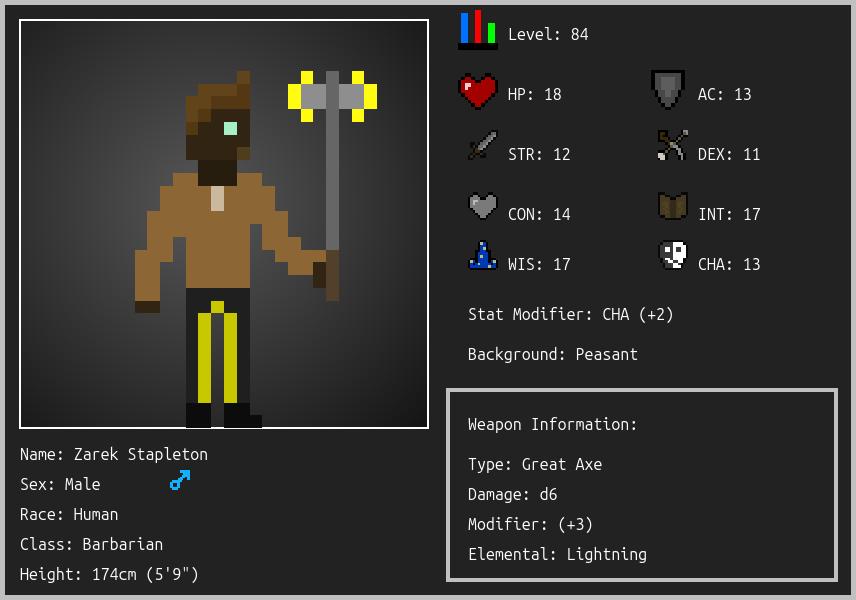 Level: 84
HP: 18
AC: 13
STR: 12
DEX: 11
CON: 14
INT: 17
WIS: 17
CHA: 13
Stat Modifier: CHA (+2)
Background: Peasant
Weapon Information:
Type: Great Axe
Damage: d6
Modifier: (+3)
Elemental: Lightning
Name: Zarek Stapleton
Sex: Male
Race: Human
Class: Barbarian
Height: 174cm (5'9")